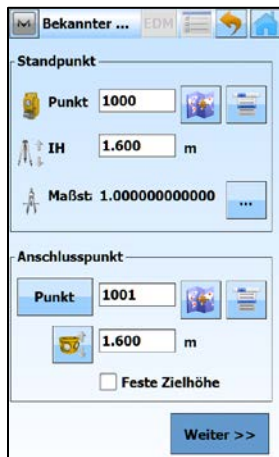 Bekannter ... EDM
Standpunkt
Punkt 1000
IH 1.600 m
Maßst: 1.000000000000 ...
Anschlusspunkt
Punkt 1001
1.600 m
Feste Zielhöhe
Weiter >>